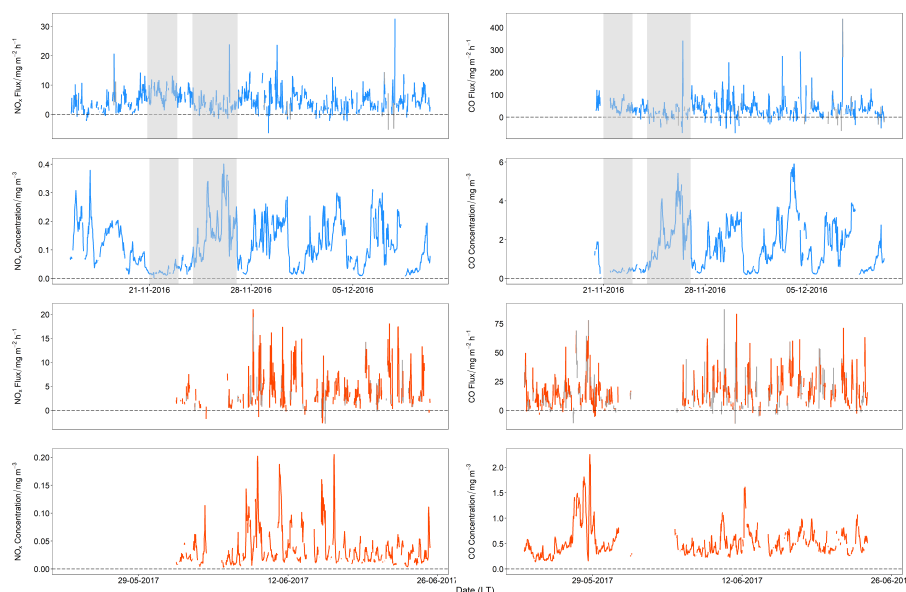 NOₓ Flux/mg m⁻² h⁻¹
30
20
10
0
CO Flux/mg m⁻² h⁻¹
400
300
200
100
0
NOₓ Concentration/mg m⁻³
0.4
0.3
0.2
0.1
0.0
21-11-2016 28-11-2016 05-12-2016
CO Concentration/mg m⁻³
6
4
2
0
21-11-2016 28-11-2016 05-12-2016
NOₓ Flux/mg m⁻² h⁻¹
20
15
10
5
0
CO Flux/mg m⁻² h⁻¹
75
50
25
0
NOₓ Concentration/mg m⁻³
0.20
0.15
0.10
0.05
0.00
29-05-2017 12-06-2017 26-06-2017
CO Concentration/mg m⁻³
2.0
1.5
1.0
0.5
0.0
29-05-2017 12-06-2017 26-06-201
Date (LT)